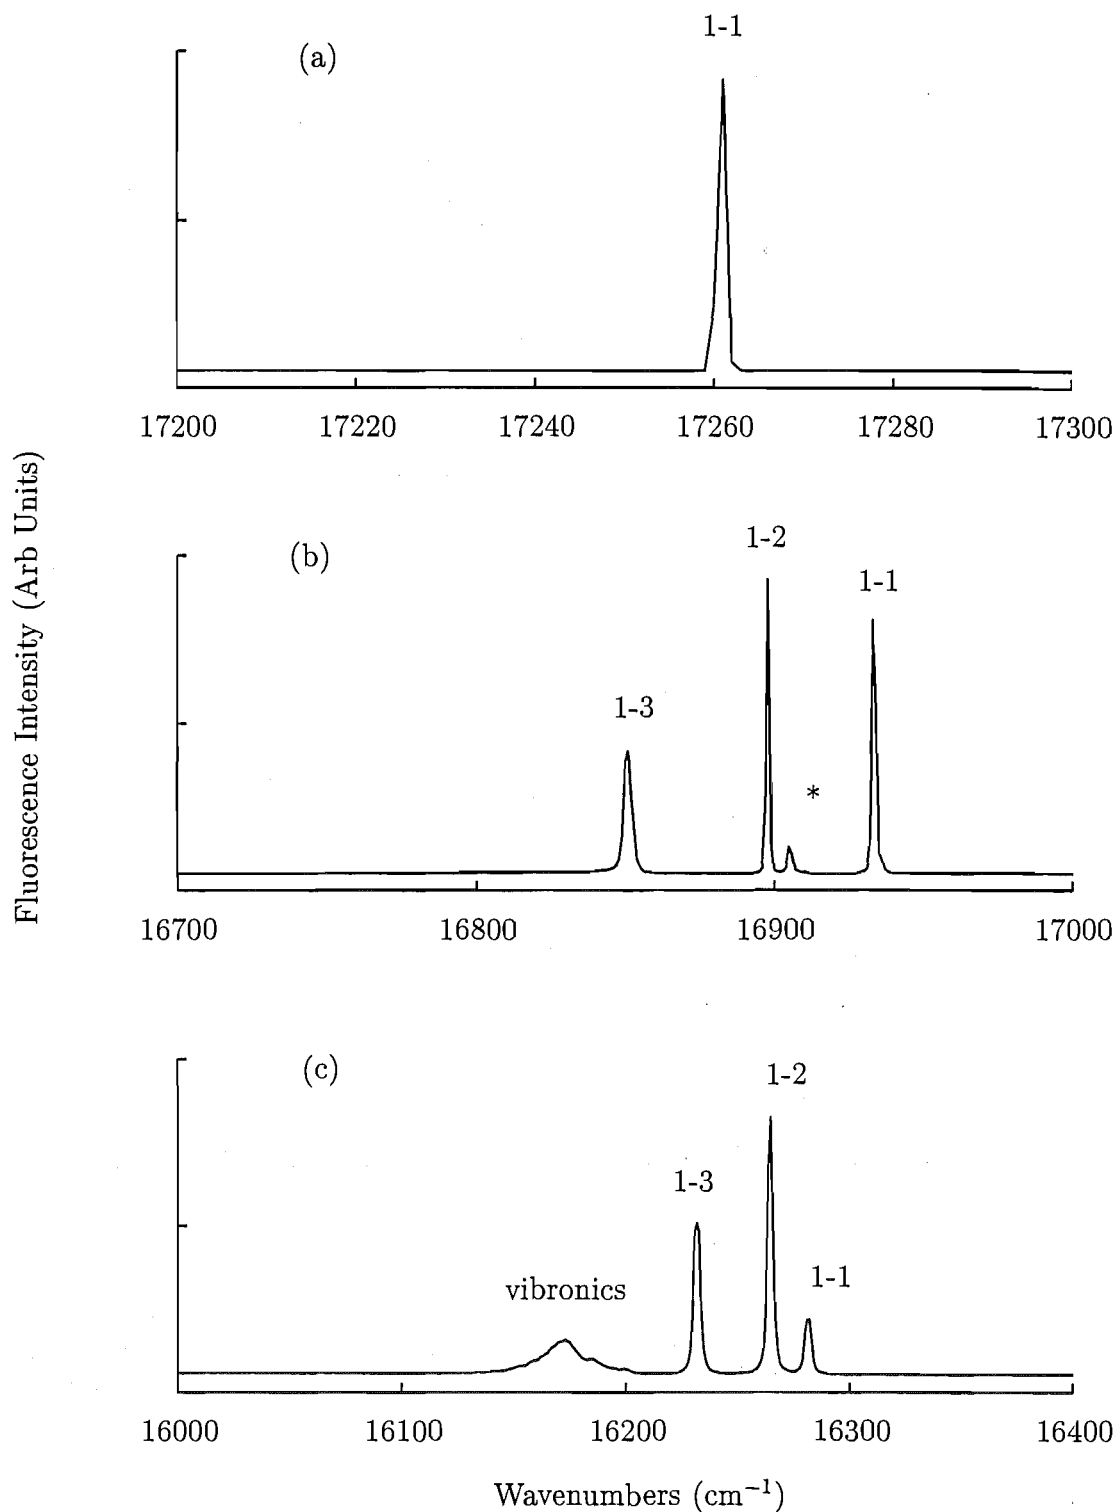 1-1
(a)
17200 17220 17240 17260 17280 17300
Fluorescence Intensity (Arb Units)
1-2
(b)
1-1
1-3
*
16700 16800 16900 17000
(c)
1-2
1-3
1-1
vibronics
16000 16100 16200 16300 16400
Wavenumbers (cm⁻¹)